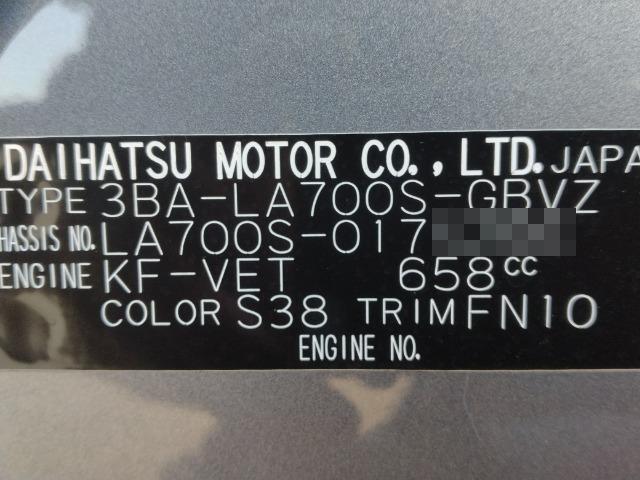 DAIHATSU MOTOR CO., LTD. JAPA
TYPE 3BA-LA700S-GBVZ
CHASSIS NO. LA700S-017
ENGINE KF-VET 658CC
COLOR S38 TRIM FN10
ENGINE NO.